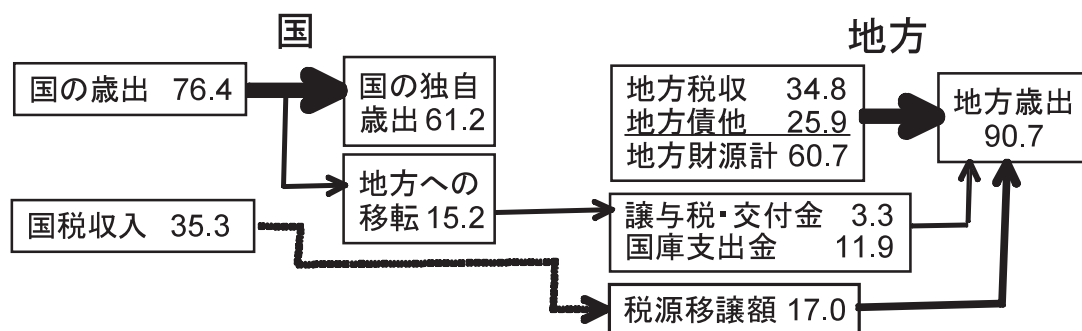 国
地方
国の歳出 76.4
国の独自
歳出 61.2
地方への
移転 15.2
国税収入 35.3
地方税収 34.8
地方債他 25.9
地方財源計 60.7
地方歳出
90.7
譲与税・交付金 3.3
国庫支出金 11.9
税源移譲額 17.0